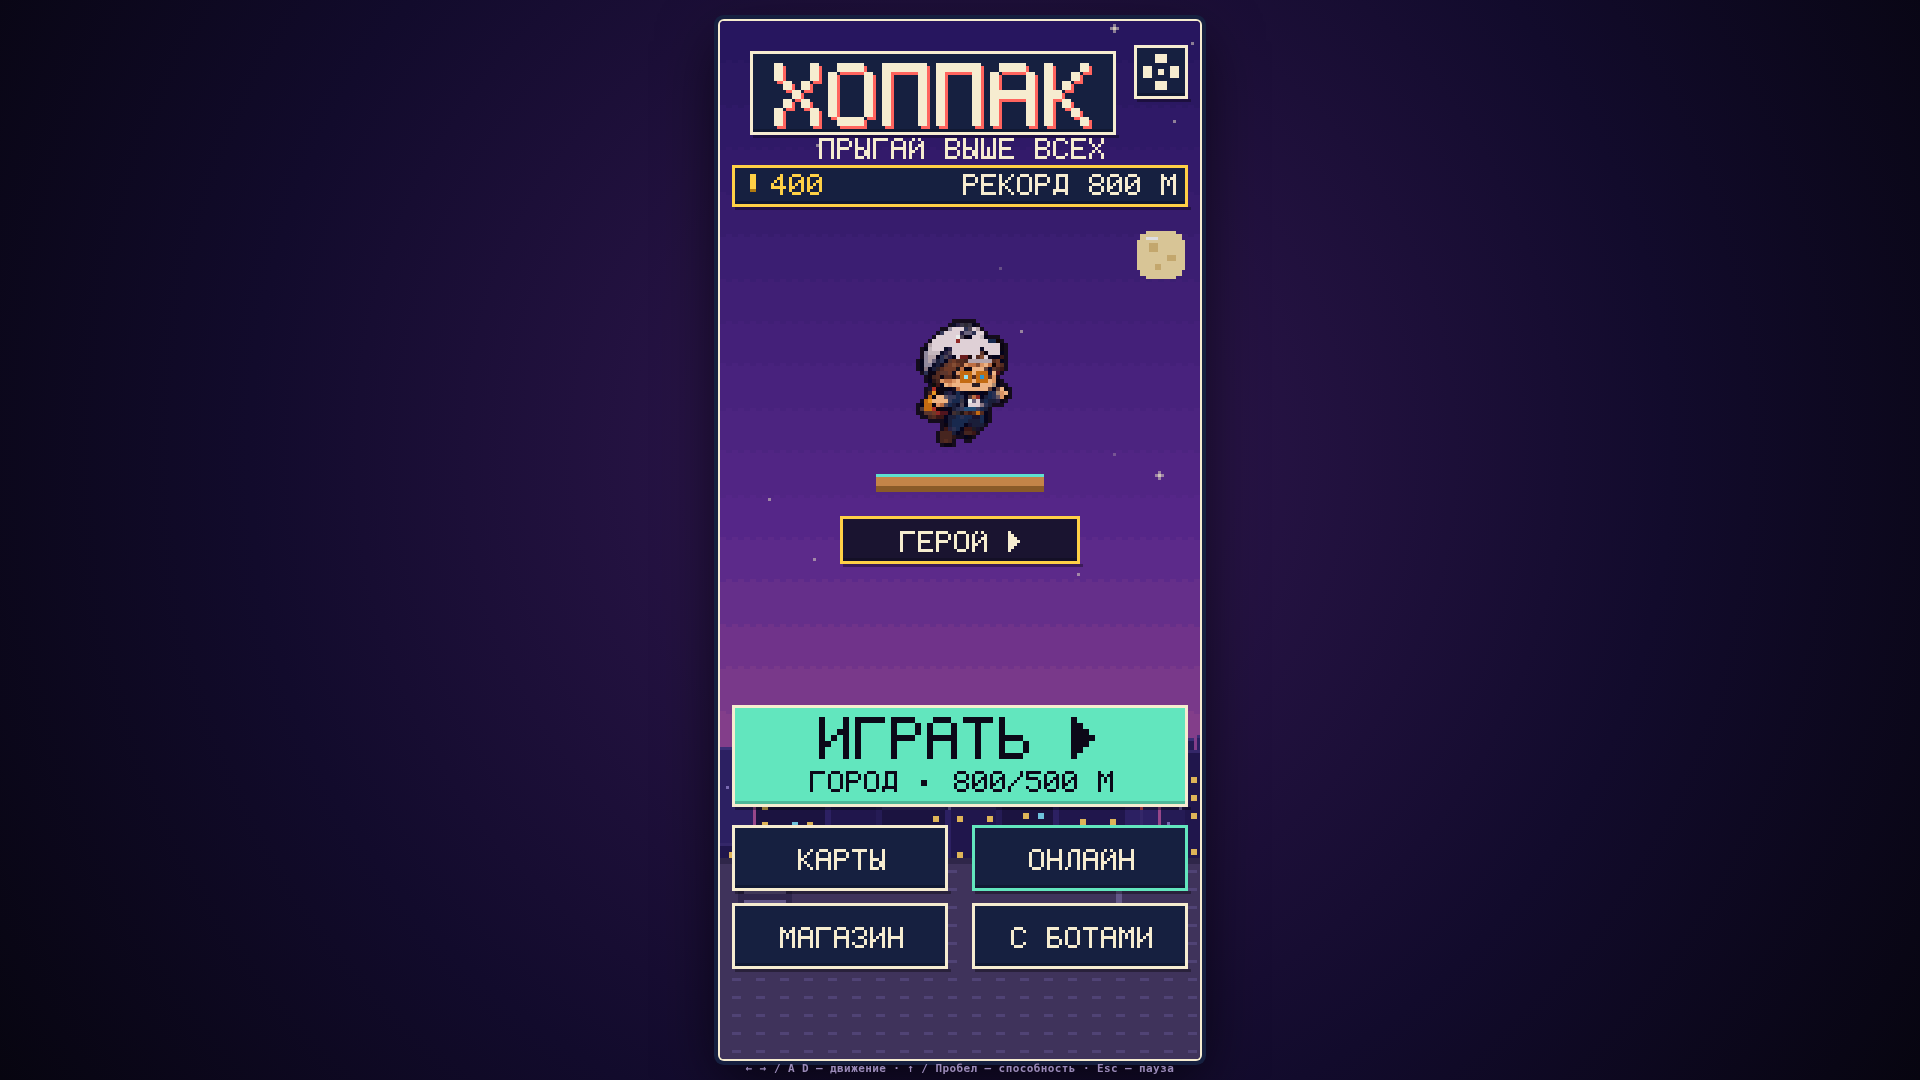 ХОППАК
ПРЫГАЙ ВЫШЕ ВСЕХ
400 РЕКОРД 800 М
ГЕРОЙ ▶
ИГРАТЬ ▶
ГОРОД · 800/500 М
КАРТЫ ОНЛАЙН
МАГАЗИН С БОТАМИ
← → / A D — движение · ↑ / Пробел — способность · Esc — пауза